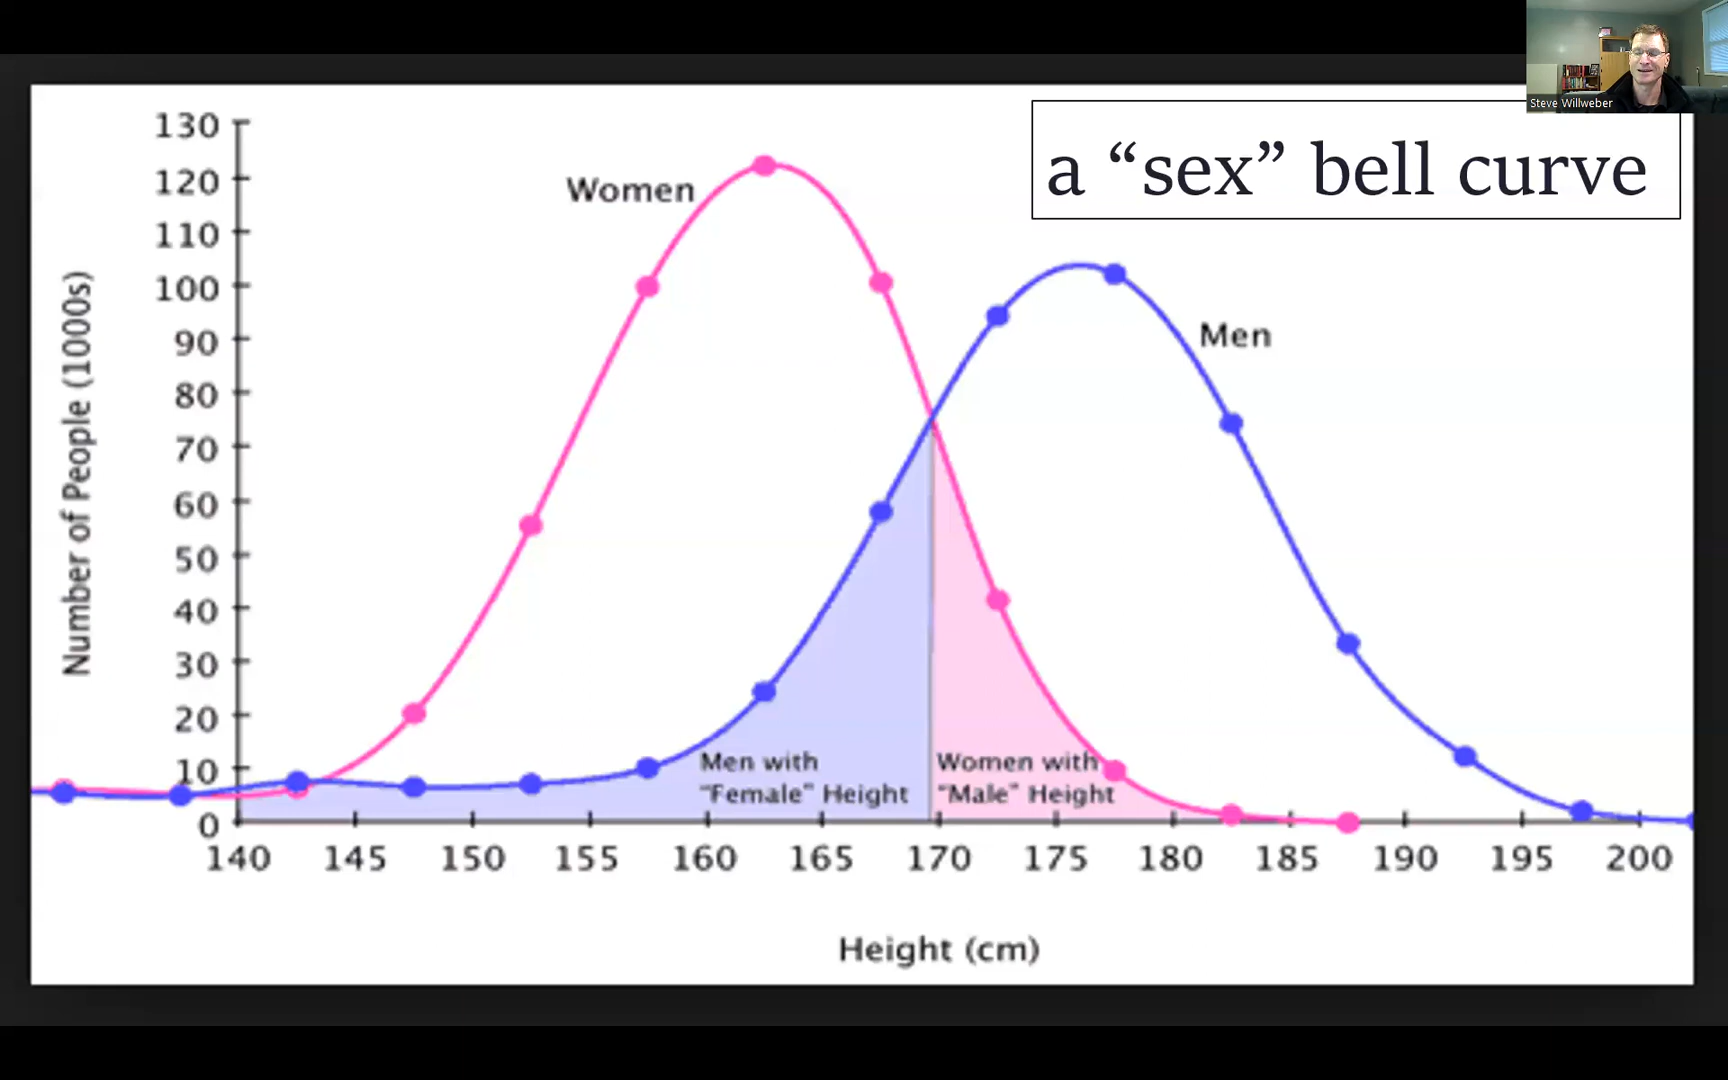 Steve Willweber
a “sex” bell curve
130
120
110
100
90
80
70
60
50
40
30
20
10
0
Number of People (1000s)
Women
Men
Men with
“Female” Height
Women with
“Male” Height
140 145 150 155 160 165 170 175 180 185 190 195 200
Height (cm)